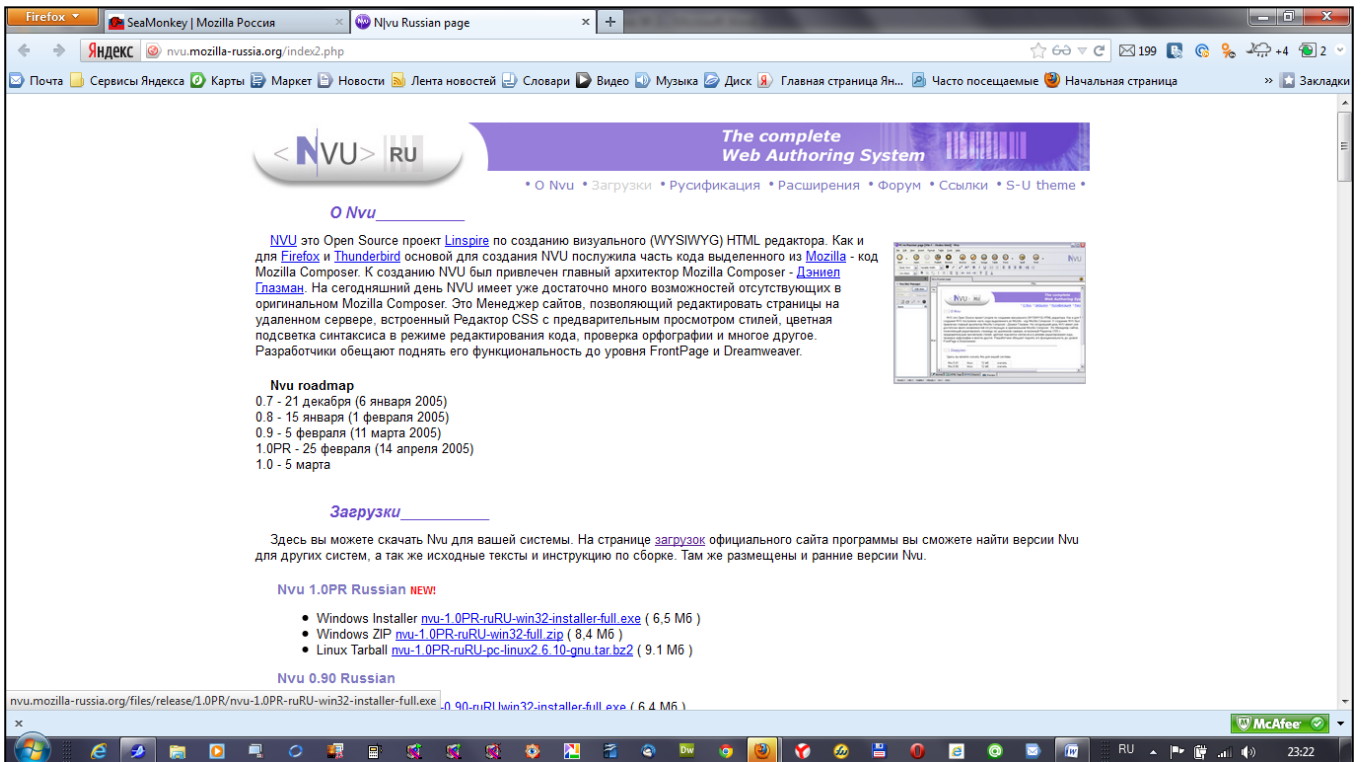 Firefox
SeaMonkey | Mozilla Россия
N|vu Russian page
Яндекс nvu.mozilla-russia.org/index2.php
199
+4
2
Почта Сервисы Яндекса Карты Маркет Новости Лента новостей Словари Видео Музыка Диск Главная страница Ян... Часто посещаемые Начальная страница » Закладки
<NVU> RU
The complete
Web Authoring System
• О Nvu • Загрузки • Русификация • Расширения • Форум • Ссылки • S-U theme •
О Nvu__________
NVU это Open Source проект Linspire по созданию визуального (WYSIWYG) HTML редактора. Как и
для Firefox и Thunderbird основой для создания NVU послужила часть кода выделенного из Mozilla - код
Mozilla Composer. К созданию NVU был привлечен главный архитектор Mozilla Composer - Дэниел
Глазман. На сегодняшний день NVU имеет уже достаточно много возможностей отсутствующих в
оригинальном Mozilla Composer. Это Менеджер сайтов, позволяющий редактировать страницы на
удаленном сервере, встроенный Редактор CSS с предварительным просмотром стилей, цветная
подсветка синтаксиса в режиме редактирования кода, проверка орфографии и многое другое.
Разработчики обещают поднять его функциональность до уровня FrontPage и Dreamweaver.
Nvu roadmap
0.7 - 21 декабря (6 января 2005)
0.8 - 15 января (1 февраля 2005)
0.9 - 5 февраля (11 марта 2005)
1.0PR - 25 февраля (14 апреля 2005)
1.0 - 5 марта
Загрузки__________
Здесь вы можете скачать Nvu для вашей системы. На странице загрузок официального сайта программы вы сможете найти версии Nvu
для других систем, а так же исходные тексты и инструкцию по сборке. Там же размещены и ранние версии Nvu.
Nvu 1.0PR Russian NEW!
• Windows Installer nvu-1.0PR-ruRU-win32-installer-full.exe ( 6,5 Мб )
• Windows ZIP nvu-1.0PR-ruRU-win32-full.zip ( 8,4 Мб )
• Linux Tarball nvu-1.0PR-ruRU-pc-linux2.6.10-gnu.tar.bz2 ( 9.1 Мб )
Nvu 0.90 Russian
nvu.mozilla-russia.org/files/release/1.0PR/nvu-1.0PR-ruRU-win32-installer-full.exe
-0.90-ruRUwin32-installer-full.exe ( 6,4 Мб )
McAfee
Dw
RU
23:22